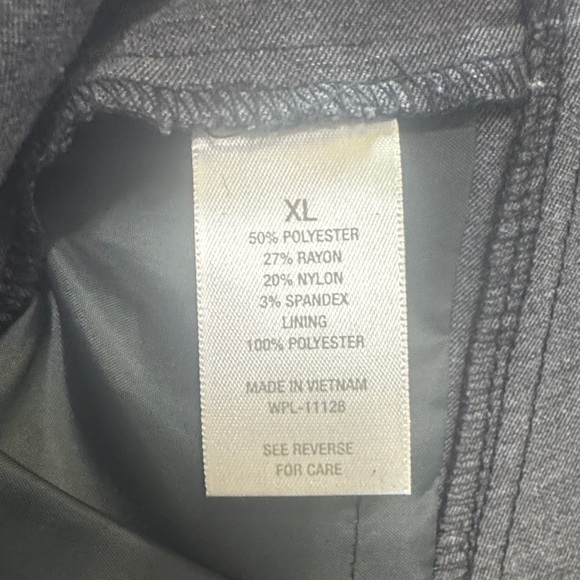 XL
50% POLYESTER
27% RAYON
20% NYLON
3% SPANDEX
LINING
100% POLYESTER
MADE IN VIETNAM
WPL-11128
SEE REVERSE
FOR CARE